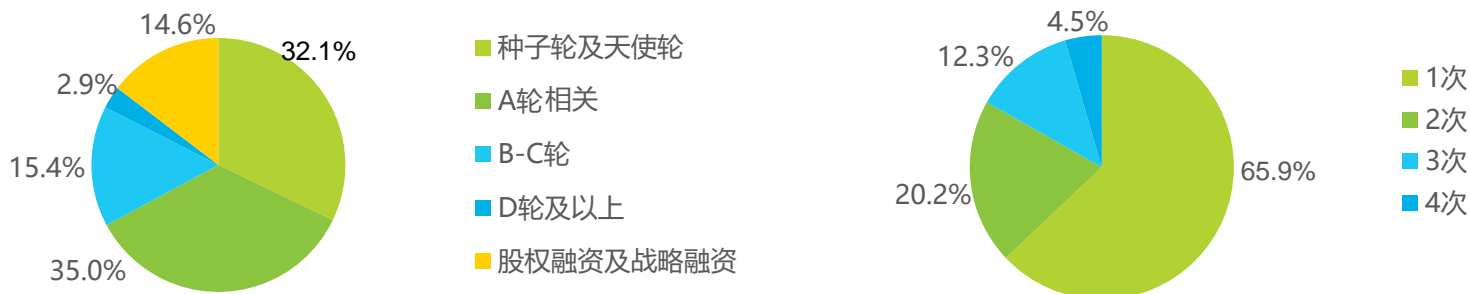 14.6%
32.1%
2.9%
15.4%
35.0%
种子轮及天使轮
A轮相关
B-C轮
D轮及以上
股权融资及战略融资
4.5%
12.3%
20.2%
65.9%
1次
2次
3次
4次